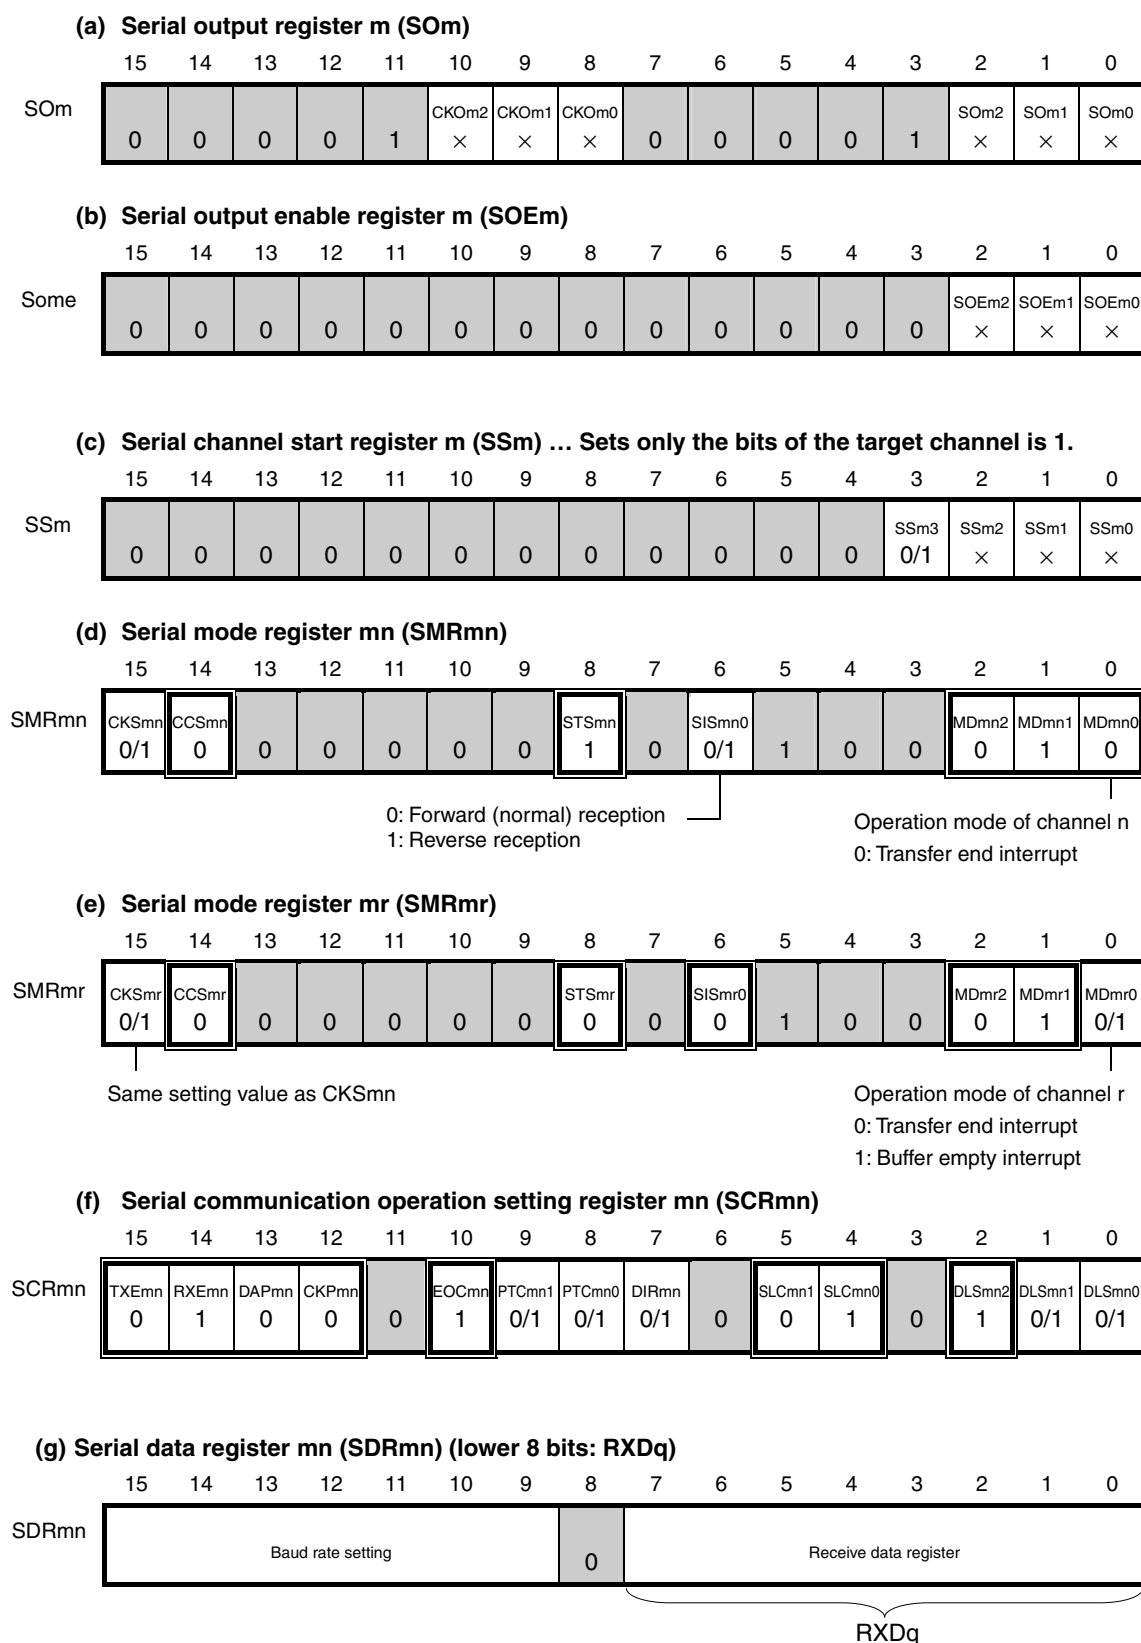 (a) Serial output register m (SOm)
15 14 13 12 11 10 9 8 7 6 5 4 3 2 1 0
SOm
CKOm2 CKOm1 CKOm0 SOm2 SOm1 SOm0
0 0 0 0 1 × × × 0 0 0 0 1 × × ×
(b) Serial output enable register m (SOEm)
15 14 13 12 11 10 9 8 7 6 5 4 3 2 1 0
Some
SOEm2 SOEm1 SOEm0
0 0 0 0 0 0 0 0 0 0 0 0 0 × × ×
(c) Serial channel start register m (SSm) … Sets only the bits of the target channel is 1.
15 14 13 12 11 10 9 8 7 6 5 4 3 2 1 0
SSm
SSm3 SSm2 SSm1 SSm0
0 0 0 0 0 0 0 0 0 0 0 0 0/1 × × ×
(d) Serial mode register mn (SMRmn)
15 14 13 12 11 10 9 8 7 6 5 4 3 2 1 0
SMRmn
CKSmn CCSmn STSmn SISmn0 MDmn2 MDmn1 MDmn0
0/1 0 0 0 0 0 0 1 0 0/1 1 0 0 0 1 0
0: Forward (normal) reception
1: Reverse reception
Operation mode of channel n
0: Transfer end interrupt
(e) Serial mode register mr (SMRmr)
15 14 13 12 11 10 9 8 7 6 5 4 3 2 1 0
SMRmr
CKSmr CCSmr STSmr SISmr0 MDmr2 MDmr1 MDmr0
0/1 0 0 0 0 0 0 0 0 0 1 0 0 0 1 0/1
Same setting value as CKSmn
Operation mode of channel r
0: Transfer end interrupt
1: Buffer empty interrupt
(f) Serial communication operation setting register mn (SCRmn)
15 14 13 12 11 10 9 8 7 6 5 4 3 2 1 0
SCRmn
TXEmn RXEmn DAPmn CKPmn EOCmn PTCmn1 PTCmn0 DIRmn SLCmn1 SLCmn0 DLSmn2 DLSmn1 DLSmn0
0 1 0 0 0 1 0/1 0/1 0/1 0 0 1 0 1 0/1 0/1
(g) Serial data register mn (SDRmn) (lower 8 bits: RXDq)
15 14 13 12 11 10 9 8 7 6 5 4 3 2 1 0
SDRmn
Baud rate setting 0 Receive data register
RXDq